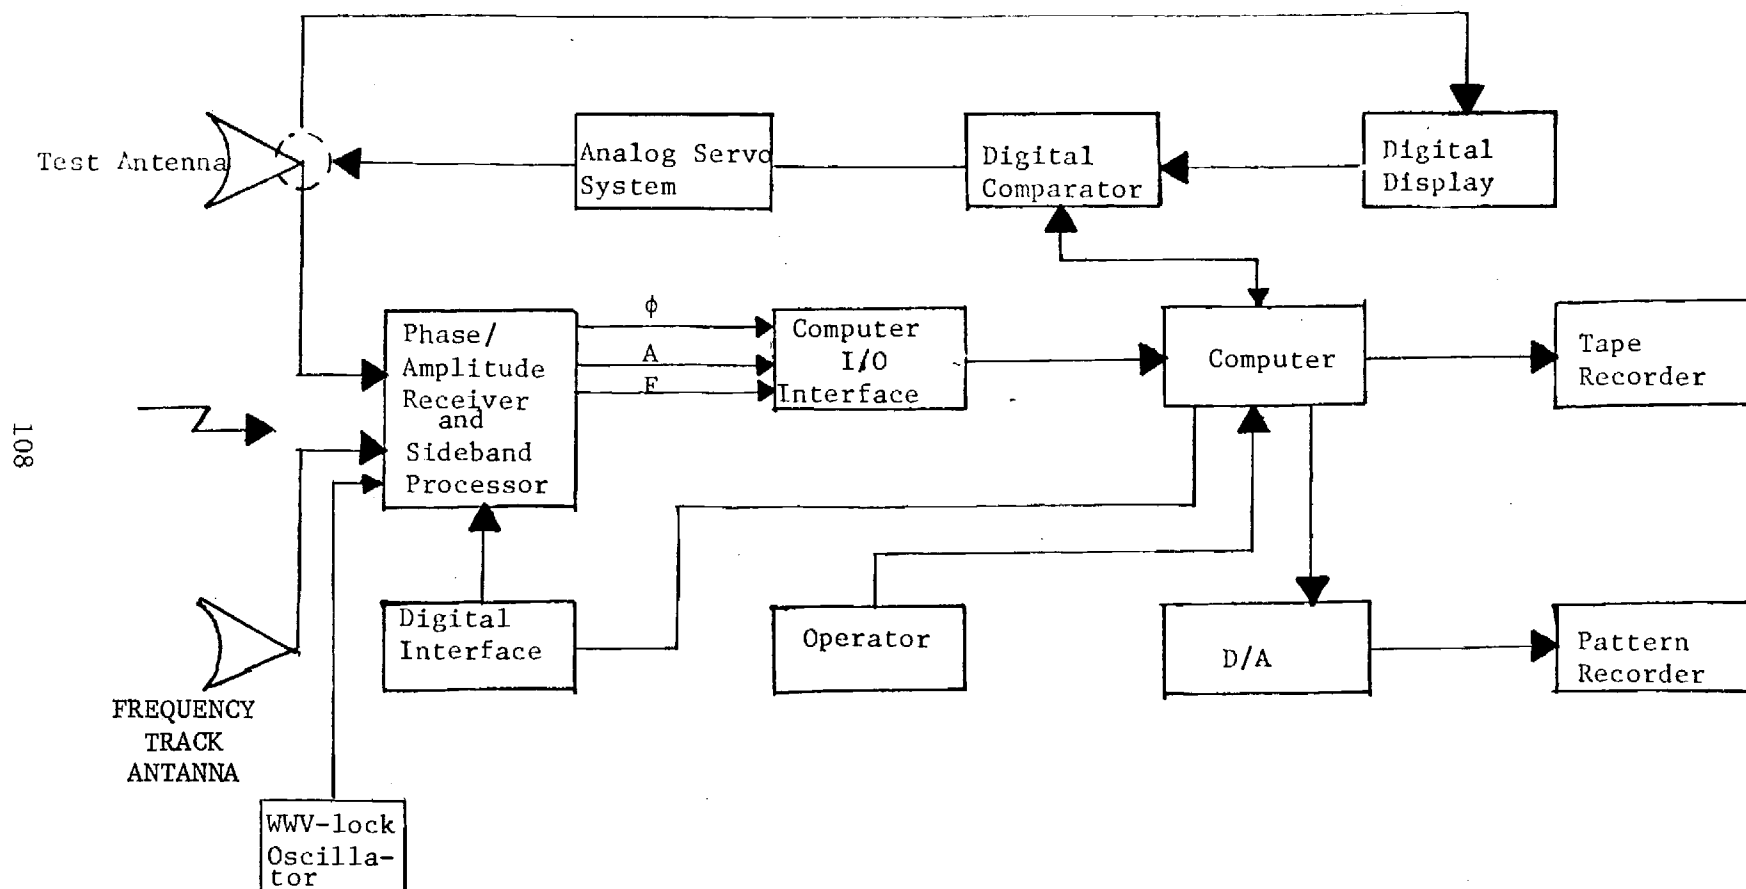 Test Antenna
Analog Servo
System
Digital
Comparator
Digital
Display
Phase/
Amplitude
Receiver
and
Sideband
Processor
ϕ
A
F
Computer
I/O
Interface
Computer
Tape
Recorder
108
Digital
Interface
Operator
D/A
Pattern
Recorder
FREQUENCY
TRACK
ANTANNA
WWV-lock
Oscilla-
tor